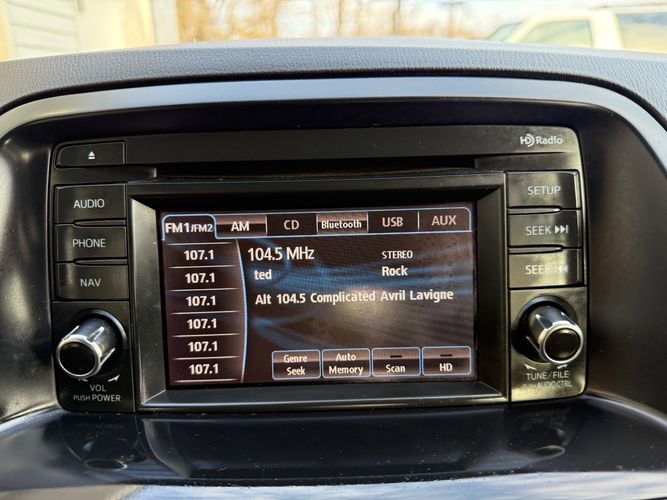 HD Radio
AUDIO
PHONE
NAV
VOL
PUSH POWER
FM1/FM2 AM CD Bluetooth USB AUX
107.1
107.1
107.1
107.1
107.1
107.1
104.5 MHz STEREO
ted Rock
Alt 104.5 Complicated Avril Lavigne
Genre Seek
Auto Memory
Scan
HD
SETUP
SEEK
SEEK
TUNE/FILE
PUSH AUDIO CTRL